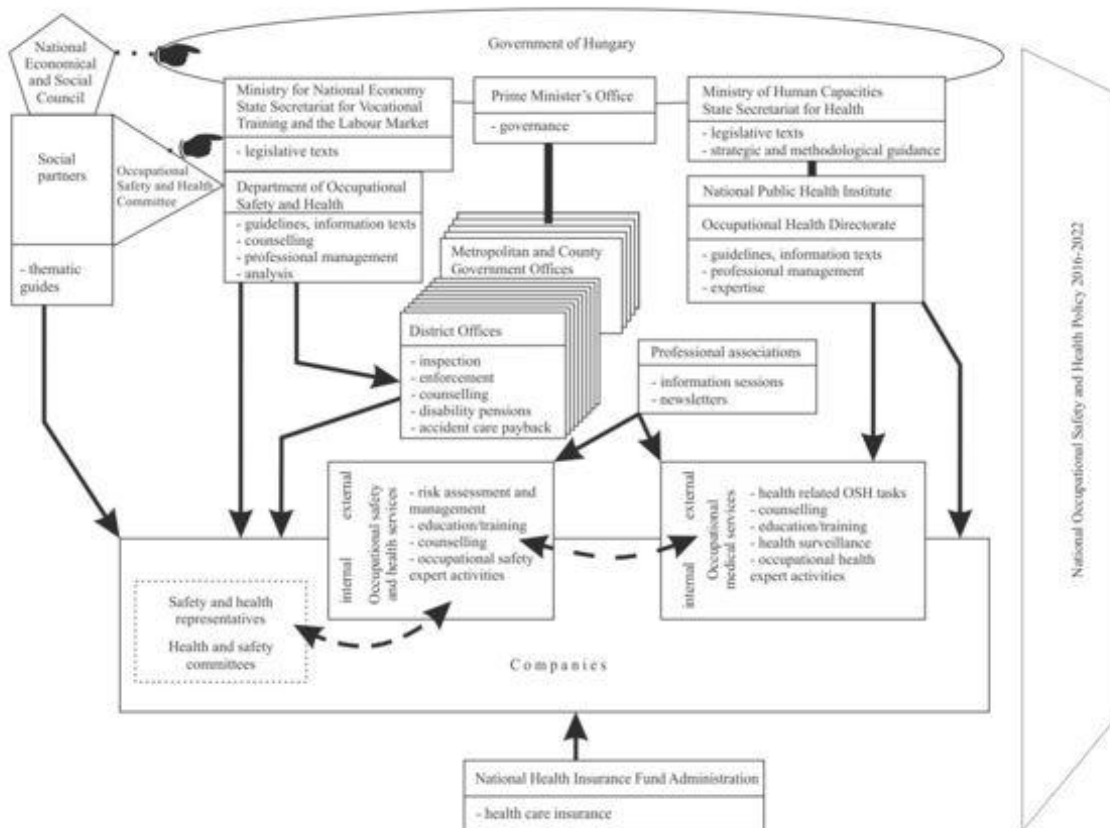 National
Economical
and Social
Council
Government of Hungary
Ministry for National Economy
State Secretariat for Vocational
Training and the Labour Market
- legislative texts
Prime Minister's Office
- governance
Ministry of Human Capacities
State Secretariat for Health
- legislative texts
- strategic and methodological guidance
Social
partners
- thematic
guides
Occupational
Safety and Health
Committee
Department of Occupational
Safety and Health
- guidelines, information texts
- counselling
- professional management
- analysis
National Public Health Institute
Occupational Health Directorate
- guidelines, information texts
- professional management
- expertise
Metropolitan and County
Government Offices
District Offices
- inspection
- enforcement
- counselling
- disability pensions
- accident care payback
Professional associations
- information sessions
- newsletters
internal external
Occupational safety
and health services
- risk assessment and
management
- education/training
- counselling
- occupational safety
expert activities
internal external
Occupational
medical services
- health related OSH tasks
- counselling
- education/training
- health surveillance
- occupational health
expert activities
Safety and health
representatives
Health and safety
committees
Companies
National Health Insurance Fund Administration
- health care insurance
National Occupational Safety and Health Policy 2016-2022